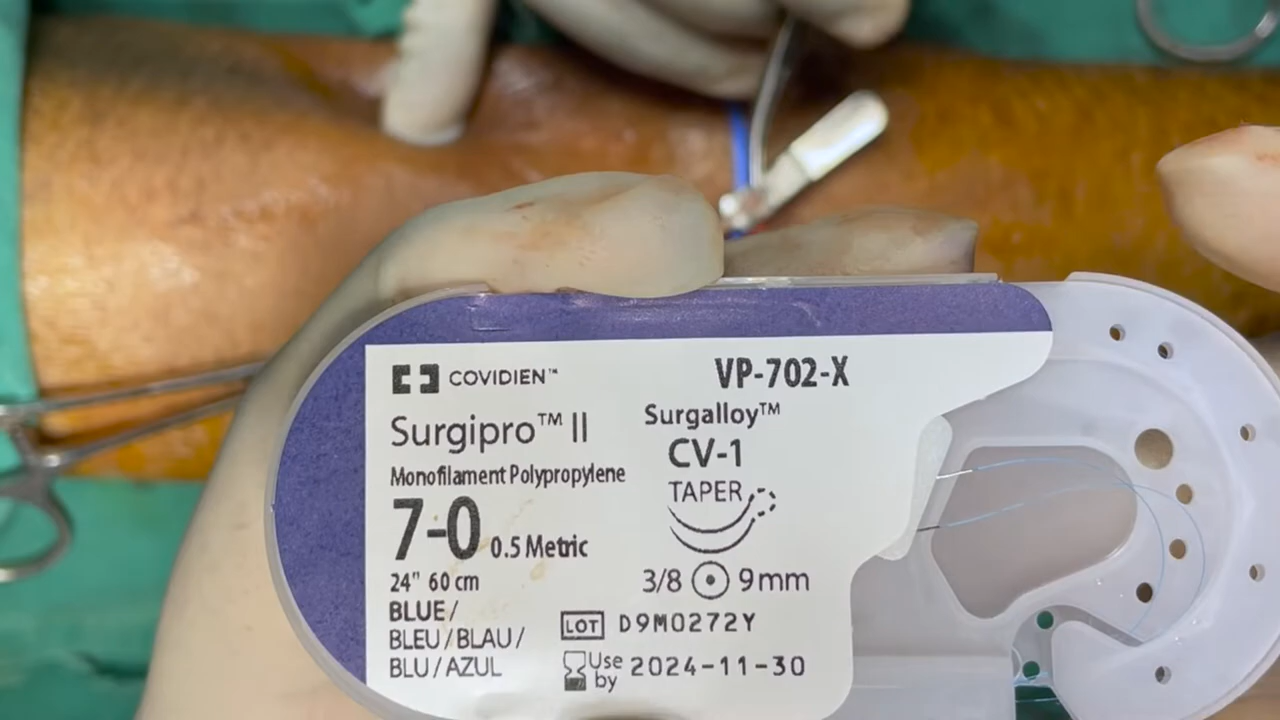 COVIDIEN™
VP-702-X
Surgipro™ II
Surgalloy™
Monofilament Polypropylene
CV-1
TAPER
7-0 0.5 Metric
24" 60 cm
3/8 9mm
BLUE/
BLEU/BLAU/
BLU/AZUL
LOT D9M0272Y
Use by 2024-11-30